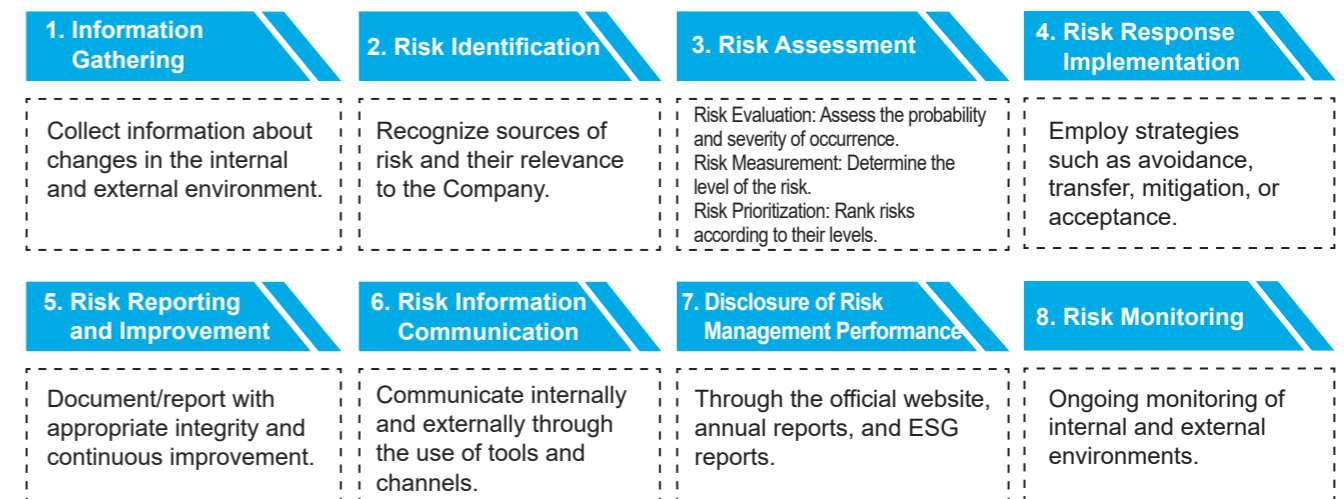 1. Information
Gathering
Collect information about
changes in the internal
and external environment.
2. Risk Identification
Recognize sources of
risk and their relevance
to the Company.
3. Risk Assessment
Risk Evaluation: Assess the probability
and severity of occurrence.
Risk Measurement: Determine the
level of the risk.
Risk Prioritization: Rank risks
according to their levels.
4. Risk Response
Implementation
Employ strategies
such as avoidance,
transfer, mitigation, or
acceptance.
5. Risk Reporting
and Improvement
Document/report with
appropriate integrity and
continuous improvement.
6. Risk Information
Communication
Communicate internally
and externally through
the use of tools and
channels.
7. Disclosure of Risk
Management Performance
Through the official website,
annual reports, and ESG
reports.
8. Risk Monitoring
Ongoing monitoring of
internal and external
environments.